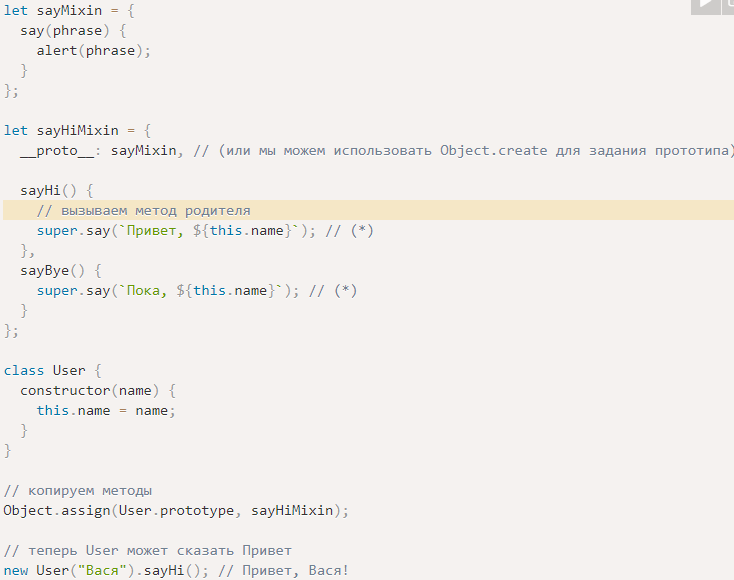 let sayMixin = {
  say(phrase) {
    alert(phrase);
  }
};

let sayHiMixin = {
  __proto__: sayMixin, // (или мы можем использовать Object.create для задания прототипа)

  sayHi() {
    // вызываем метод родителя
    super.say(`Привет, ${this.name}`); // (*)
  },
  sayBye() {
    super.say(`Пока, ${this.name}`); // (*)
  }
};

class User {
  constructor(name) {
    this.name = name;
  }
}

// копируем методы
Object.assign(User.prototype, sayHiMixin);

// теперь User может сказать Привет
new User("Вася").sayHi(); // Привет, Вася!